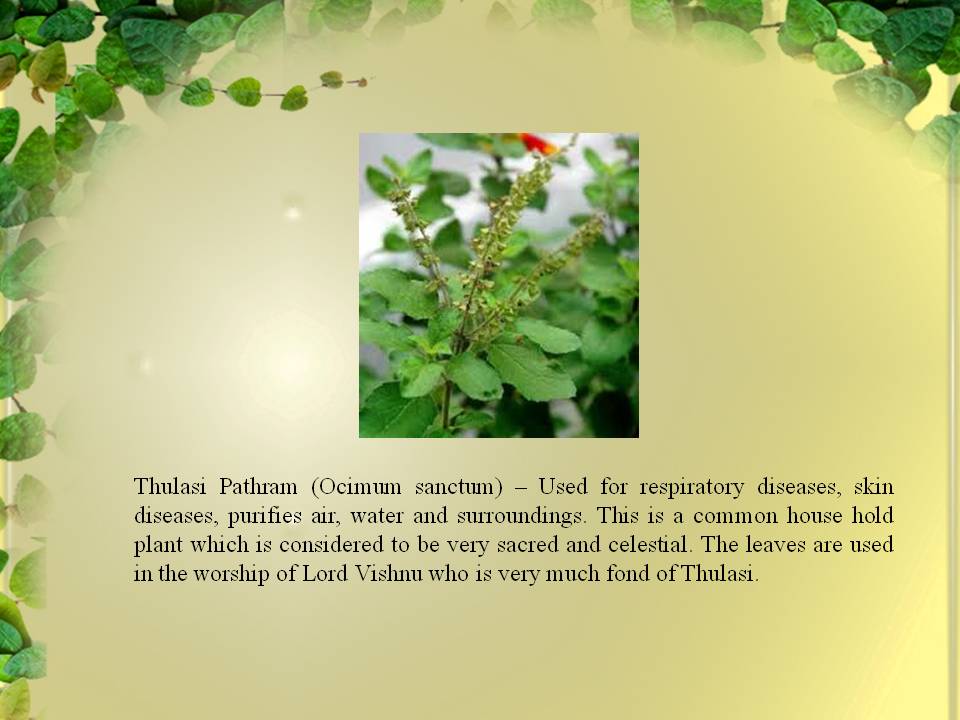 Thulasi Pathram (Ocimum sanctum) – Used for respiratory diseases, skin
diseases, purifies air, water and surroundings. This is a common house hold
plant which is considered to be very sacred and celestial. The leaves are used
in the worship of Lord Vishnu who is very much fond of Thulasi.